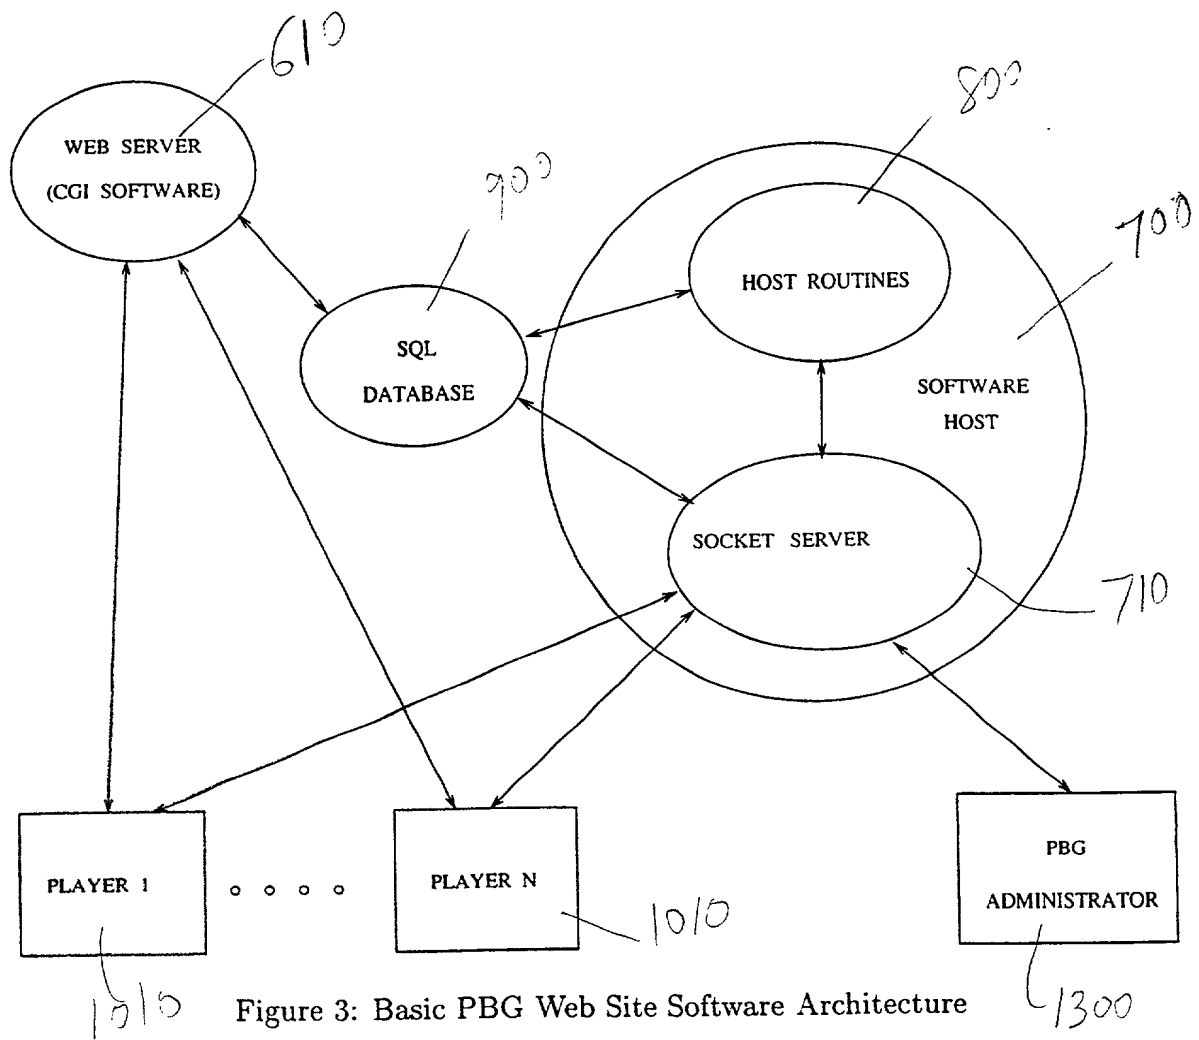 610
WEB SERVER
(CGI SOFTWARE)
800
900
700
HOST ROUTINES
SQL
DATABASE
SOFTWARE
HOST
SOCKET SERVER
710
PLAYER 1
PLAYER N
PBG
ADMINISTRATOR
1010
1010
1300
Figure 3: Basic PBG Web Site Software Architecture